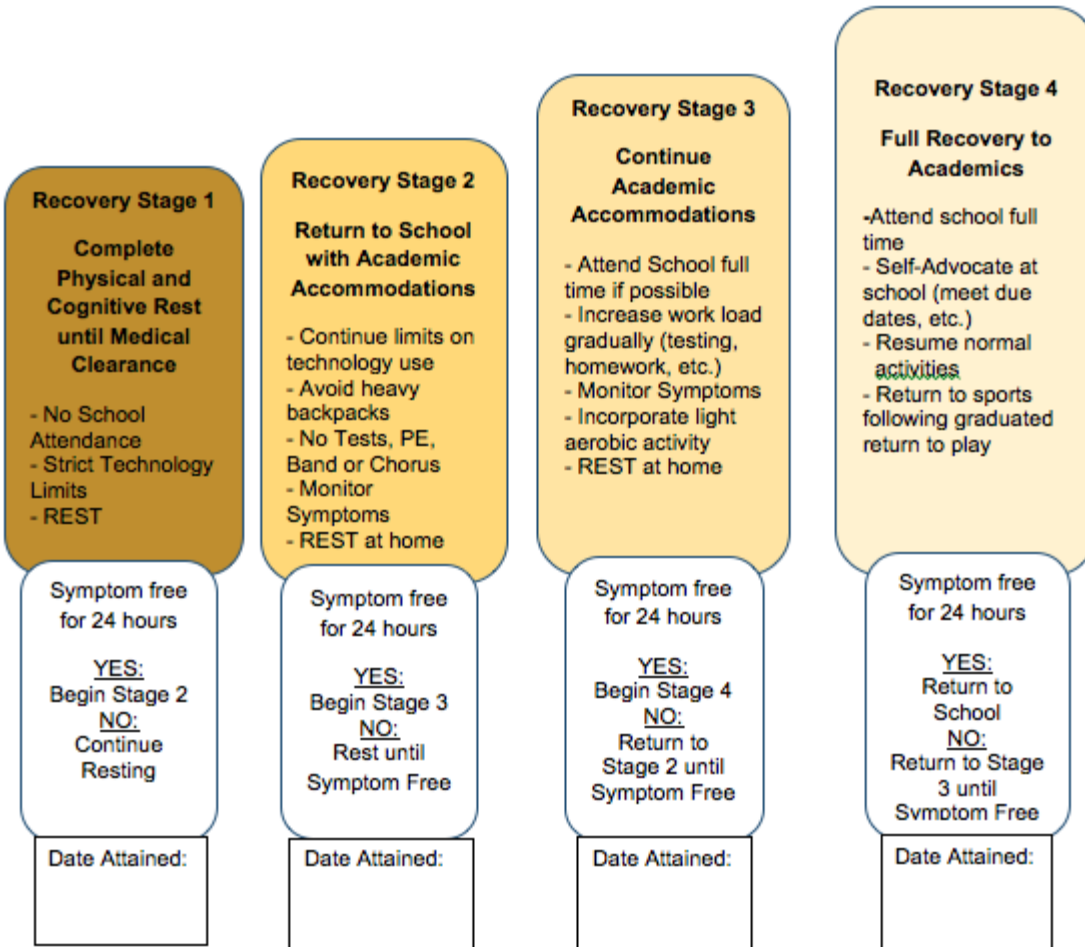 Recovery Stage 1
Complete
Physical and
Cognitive Rest
until Medical
Clearance
- No School
Attendance
- Strict Technology
Limits
- REST
Symptom free
for 24 hours
YES:
Begin Stage 2
NO:
Continue
Resting
Date Attained:
Recovery Stage 2
Return to School
with Academic
Accommodations
- Continue limits on
technology use
- Avoid heavy
backpacks
- No Tests, PE,
Band or Chorus
- Monitor
Symptoms
- REST at home
Symptom free
for 24 hours
YES:
Begin Stage 3
NO:
Rest until
Symptom Free
Date Attained:
Recovery Stage 3
Continue
Academic
Accommodations
- Attend School full
time if possible
- Increase work load
gradually (testing,
homework, etc.)
- Monitor Symptoms
- Incorporate light
aerobic activity
- REST at home
Symptom free
for 24 hours
YES:
Begin Stage 4
NO:
Return to
Stage 2 until
Symptom Free
Date Attained:
Recovery Stage 4
Full Recovery to
Academics
-Attend school full
time
- Self-Advocate at
school (meet due
dates, etc.)
- Resume normal
activities
- Return to sports
following graduated
return to play
Symptom free
for 24 hours
YES:
Return to
School
NO:
Return to Stage
3 until
Symptom Free
Date Attained: